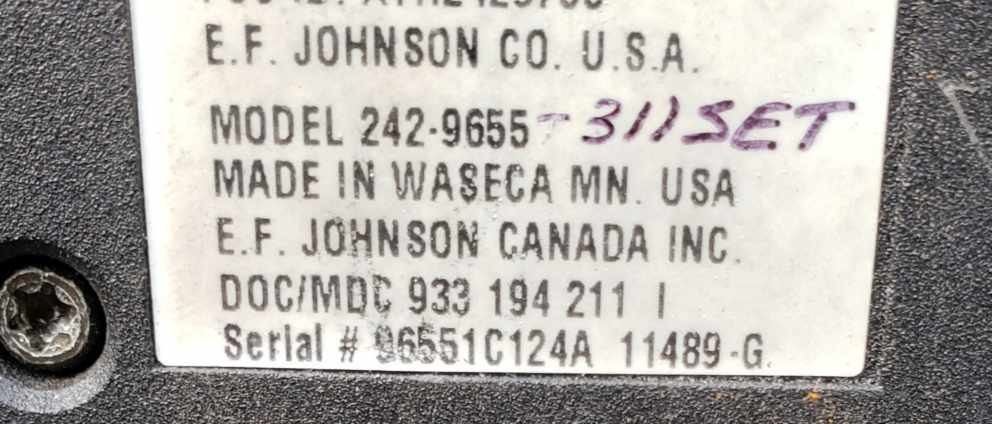 E.F. JOHNSON CO. U.S.A.
MODEL 242-9655-311SET
MADE IN WASECA MN. USA
E.F. JOHNSON CANADA INC.
DOC/MDC 933 194 211 I
Serial # 96551C124A 11489-G